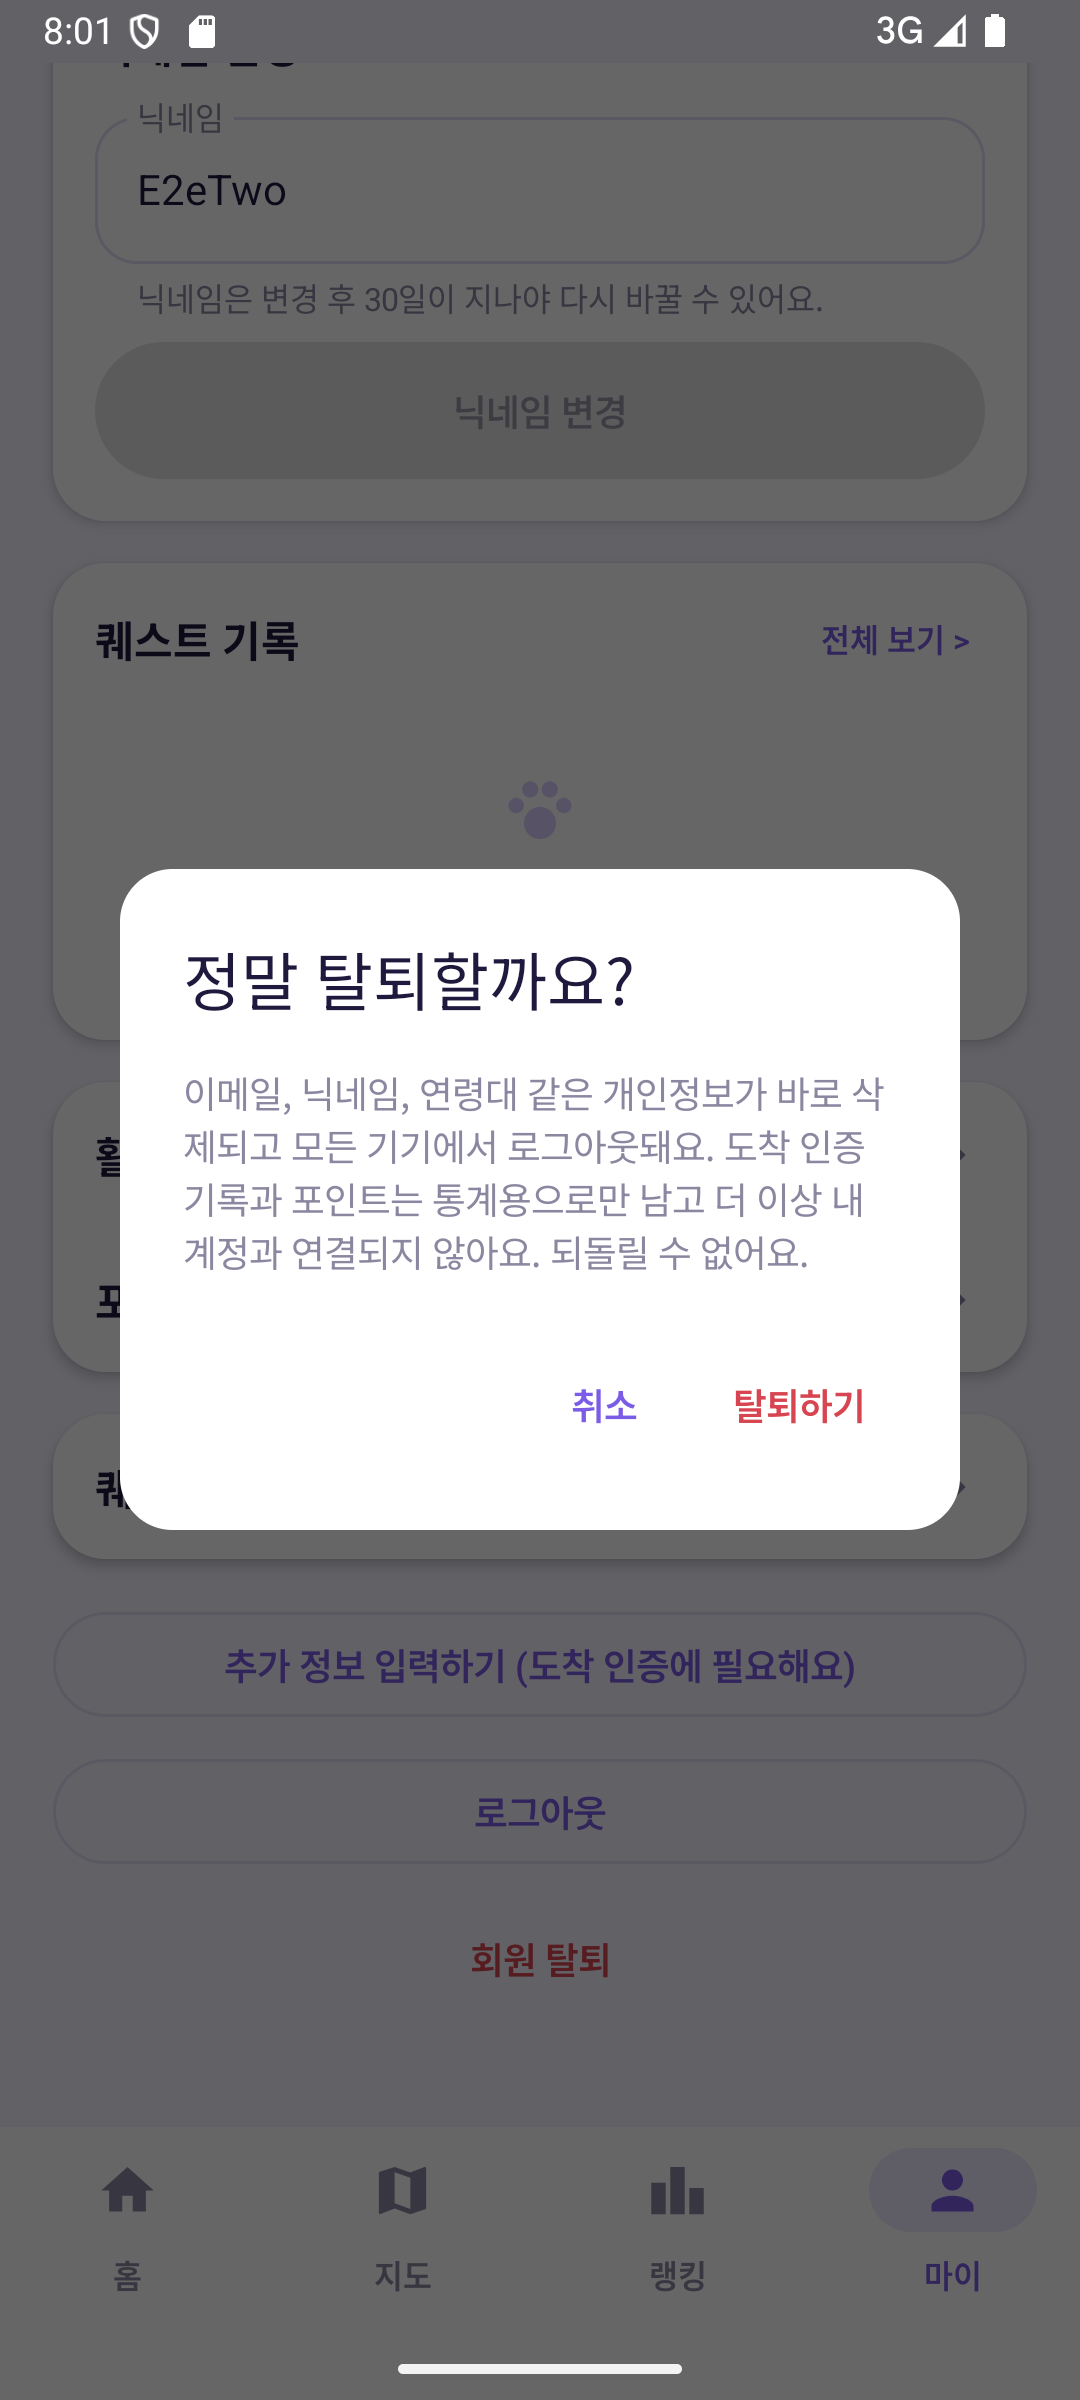 8:01
3G
닉네임
E2eTwo
닉네임은 변경 후 30일이 지나야 다시 바꿀 수 있어요.
닉네임 변경
퀘스트 기록
전체 보기 >
정말 탈퇴할까요?
이메일, 닉네임, 연령대 같은 개인정보가 바로 삭
제되고 모든 기기에서 로그아웃돼요. 도착 인증
기록과 포인트는 통계용으로만 남고 더 이상 내
계정과 연결되지 않아요. 되돌릴 수 없어요.
취소
탈퇴하기
추가 정보 입력하기 (도착 인증에 필요해요)
로그아웃
회원 탈퇴
홈
지도
랭킹
마이